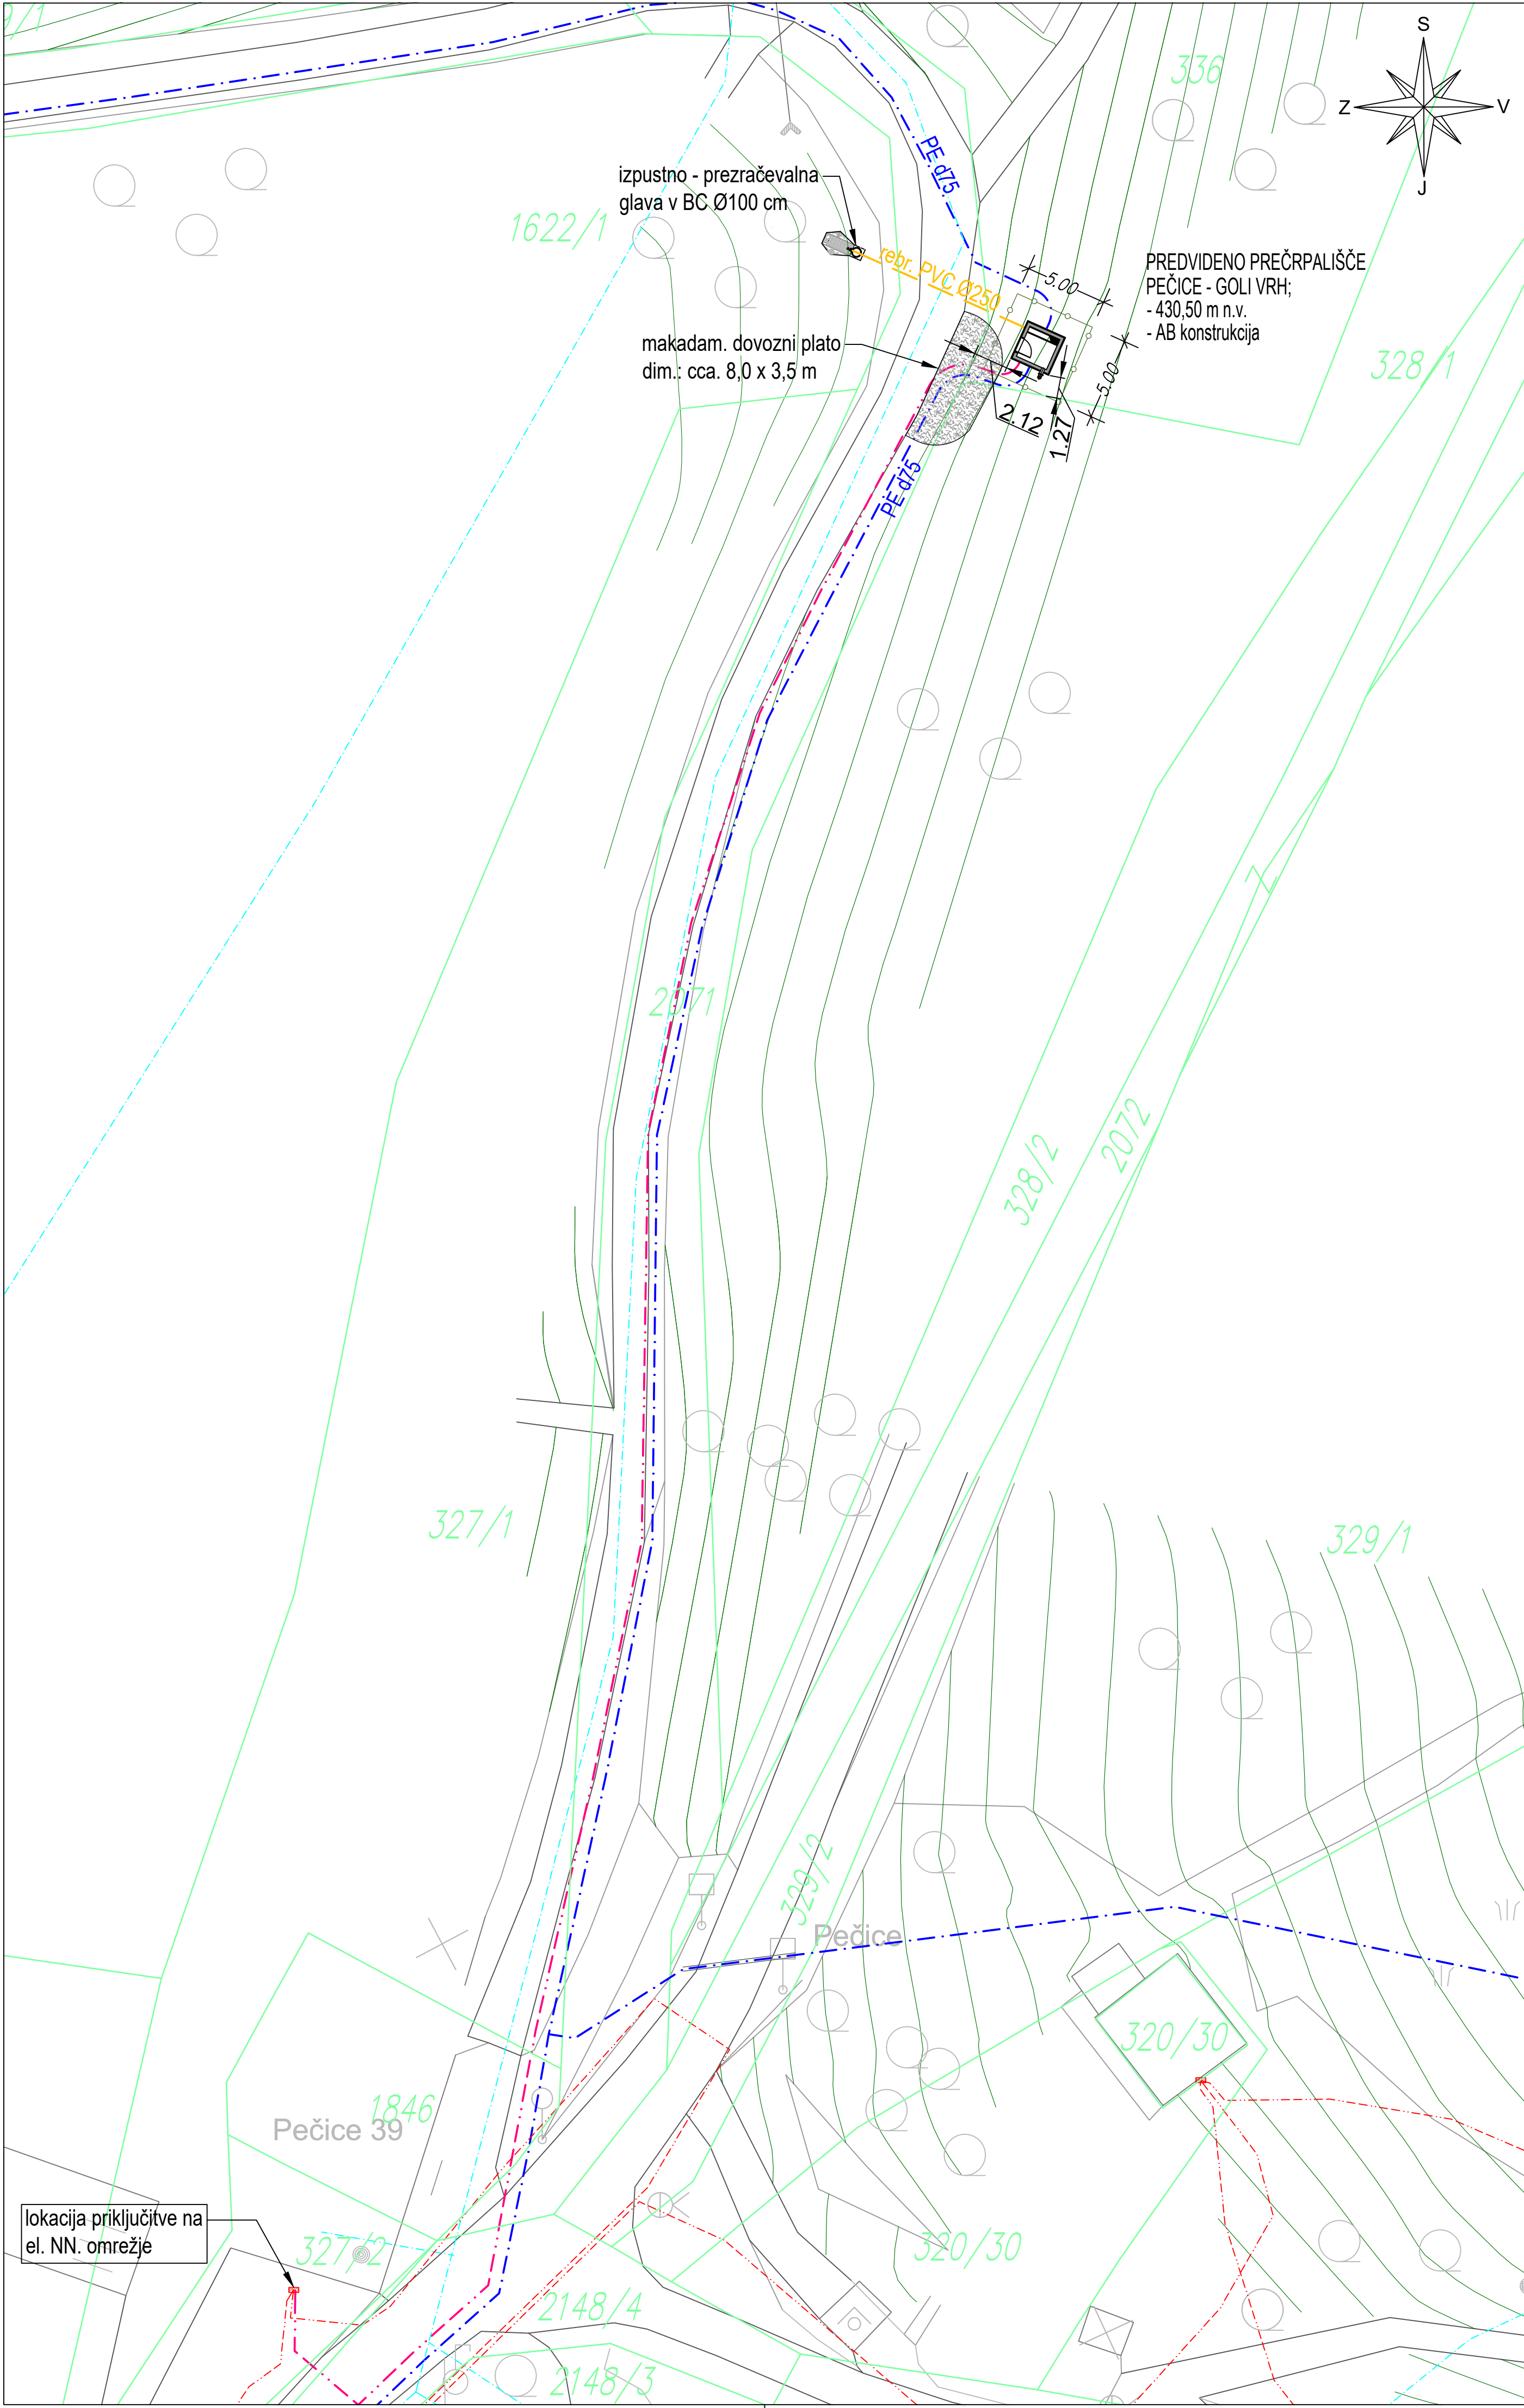 9/1
S
336
Z
V
J
PE d75
izpustno - prezračevalna
glava v BC Ø100 cm
1622/1
rebr. PVC Ø250
5.00
PREDVIDENO PREČRPALIŠČE
PEČICE - GOLI VRH;
- 430,50 m n.v.
- AB konstrukcija
makadam. dovozni plato
dim.: cca. 8,0 x 3,5 m
328/1
5.00
2.12
1.27
PE d75
2071
328/2
2072
327/1
329/1
329/2
Pečice
320/30
1846
Pečice 39
lokacija priključitve na
el. NN. omrežje
327/2
320/30
2148/4
2148/3